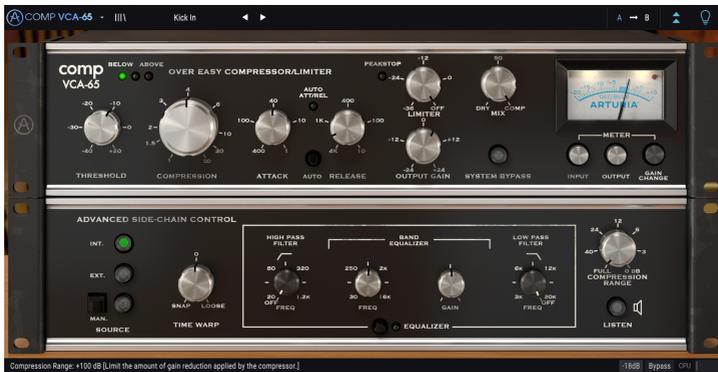 COMP VCA-65
Kick In
A → B
comp
VCA-65
BELOW ABOVE
OVER EASY COMPRESSOR/LIMITER
AUTO
ATT/REL
PEAKSTOP
-12
-24 0
-36 OFF
LIMITER
50
DRY COMP
MIX
ARTURIA
-20 -10
-30 0
-40 +20
THRESHOLD
4
3 6
2 10
1.5 20
∞
COMPRESSION
40
100 10
400 1
ATTACK
AUTO
400
1K 100
4K 10
RELEASE
0
-12 +12
-24 +24
OUTPUT GAIN
SYSTEM BYPASS
METER
INPUT
OUTPUT
GAIN
CHANGE
ADVANCED SIDE-CHAIN CONTROL
INT.
EXT.
MAN.
SOURCE
0
SNAP LOOSE
TIME WARP
HIGH PASS
FILTER
80 320
20 1.2K
OFF
FREQ
BAND
EQUALIZER
250 2K
30 16K
FREQ
GAIN
LOW PASS
FILTER
6K 12K
3K 20K
OFF
FREQ
EQUALIZER
12
24 6
40 3
FULL 0 dB
COMPRESSION
RANGE
LISTEN
Compression Range: +100 dB [Limit the amount of gain reduction applied by the compressor.]
-18dB Bypass CPU